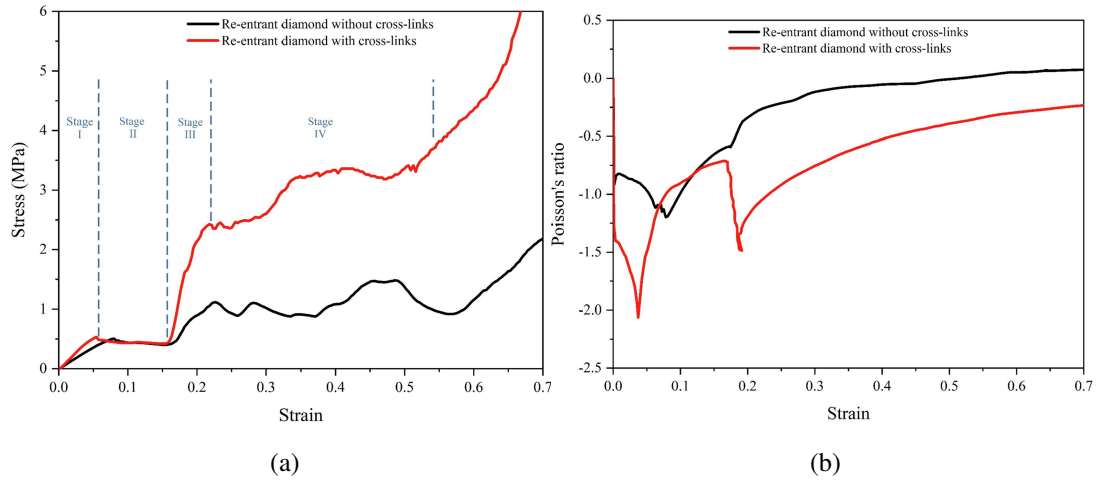 Re-entrant diamond without cross-links
Re-entrant diamond with cross-links
Stage
I
Stage
II
Stage
III
Stage
IV
Stress (MPa)
6
5
4
3
2
1
0
0.0 0.1 0.2 0.3 0.4 0.5 0.6 0.7
Strain
(a)
Re-entrant diamond without cross-links
Re-entrant diamond with cross-links
Poisson's ratio
0.5
0.0
-0.5
-1.0
-1.5
-2.0
-2.5
0.0 0.1 0.2 0.3 0.4 0.5 0.6 0.7
Strain
(b)